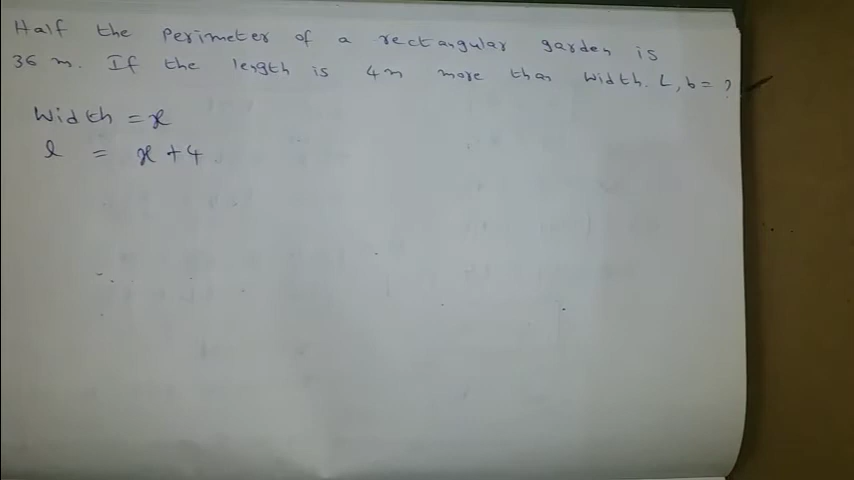 Half the perimeter of a rectangular garden is
36 m. If the length is 4m more than width. L, b = ?
Width = x
l = x + 4